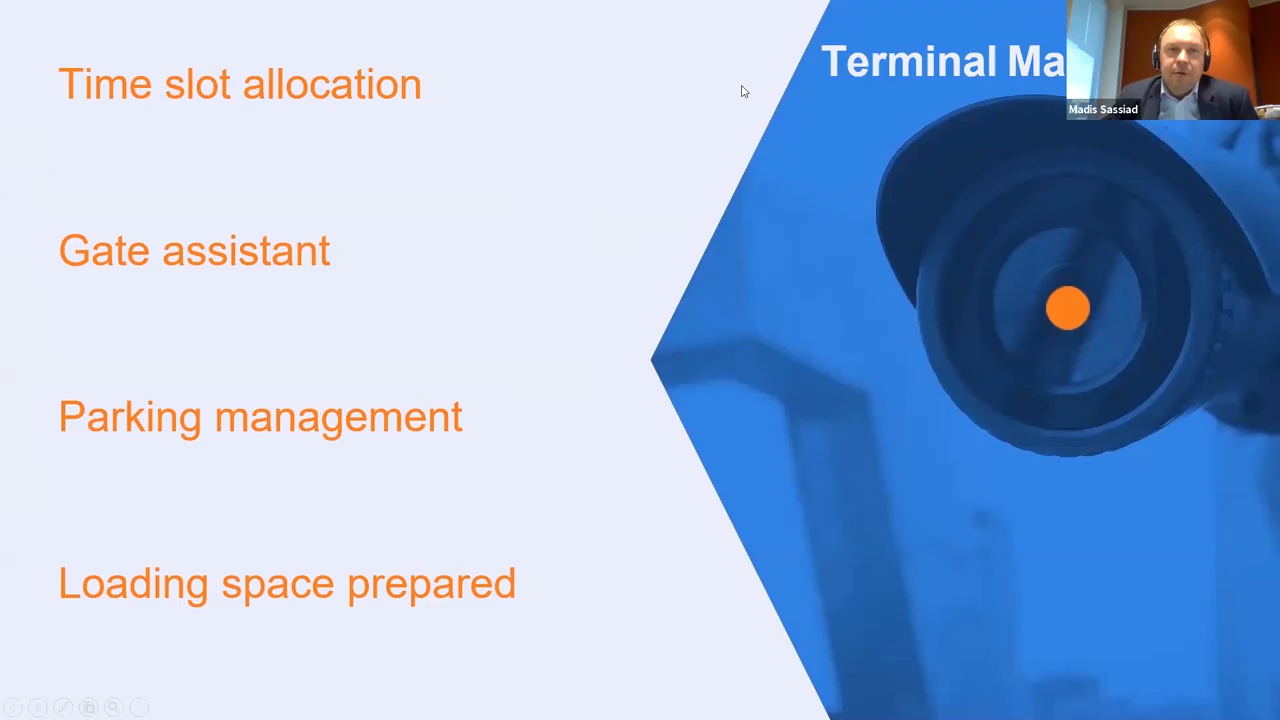 Time slot allocation
Terminal Ma
Madis Sassiad
Gate assistant
Parking management
Loading space prepared